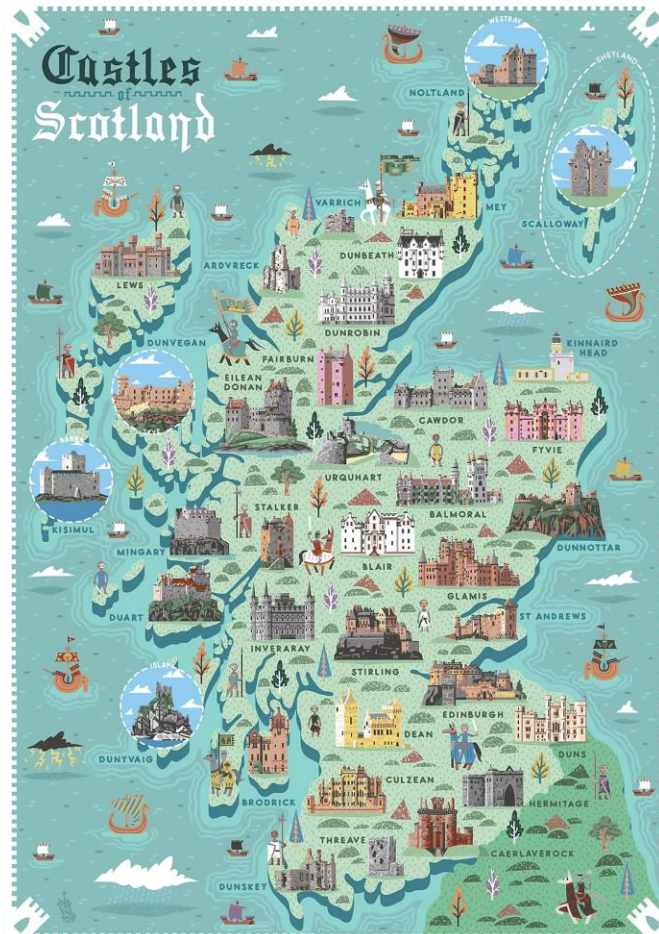 Castles
of
Scotland
WESTRAY
NOLTLAND
SHETLAND
SCALLOWAY
VARRICH
MEY
DUNBEATH
ARDVRECK
LEWS
DUNROBIN
DUNVEGAN
FAIRBURN
KINNAIRD
HEAD
EILEAN
DONAN
CAWDOR
FYVIE
BARRA
KISIMUL
URQUHART
STALKER
BALMORAL
MINGARY
BLAIR
DUNNOTTAR
GLAMIS
DUART
ST ANDREWS
INVERARAY
STIRLING
ISLAY
EDINBURGH
DEAN
DUNS
DUNYVAIG
CULZEAN
BRODRICK
HERMITAGE
THREAVE
CAERLAVEROCK
DUNSKEY